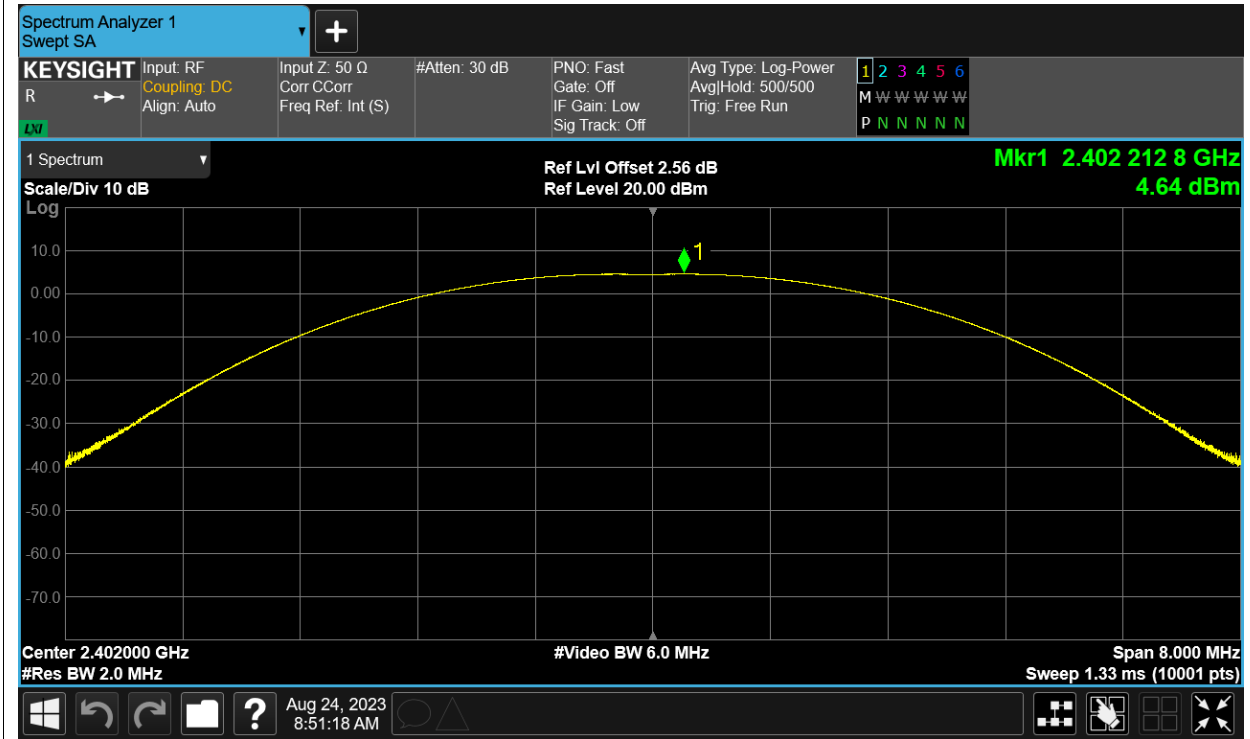 Spectrum Analyzer 1
Swept SA
KEYSIGHT
R
LXI
Input: RF
Coupling: DC
Align: Auto
Input Z: 50 Ω
Corr CCorr
Freq Ref: Int (S)
#Atten: 30 dB
PNO: Fast
Gate: Off
IF Gain: Low
Sig Track: Off
Avg Type: Log-Power
Avg|Hold: 500/500
Trig: Free Run
1 2 3 4 5 6
M W W W W W W
P N N N N N N
1 Spectrum
Scale/Div 10 dB
Log
Ref Lvl Offset 2.56 dB
Ref Level 20.00 dBm
Mkr1 2.402 212 8 GHz
4.64 dBm
1
10.0
0.00
-10.0
-20.0
-30.0
-40.0
-50.0
-60.0
-70.0
Center 2.402000 GHz
#Res BW 2.0 MHz
#Video BW 6.0 MHz
Span 8.000 MHz
Sweep 1.33 ms (10001 pts)
?
Aug 24, 2023
8:51:18 AM